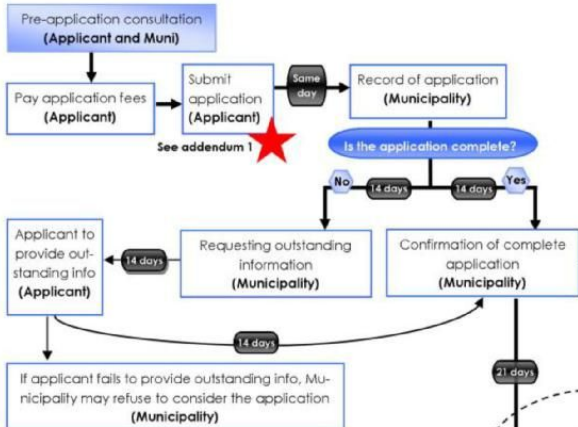 Pre-application consultation
(Applicant and Muni)
Pay application fees
(Applicant)
Submit
application
(Applicant)
See addendum 1
Same
day
Record of application
(Municipality)
Is the application complete?
No
14 days
14 days
Yes
Applicant to
provide out-
standing info
(Applicant)
14 days
Requesting outstanding
information
(Municipality)
Confirmation of complete
application
(Municipality)
14 days
If applicant fails to provide outstanding info, Mu-
nicipality may refuse to consider the application
(Municipality)
21 days